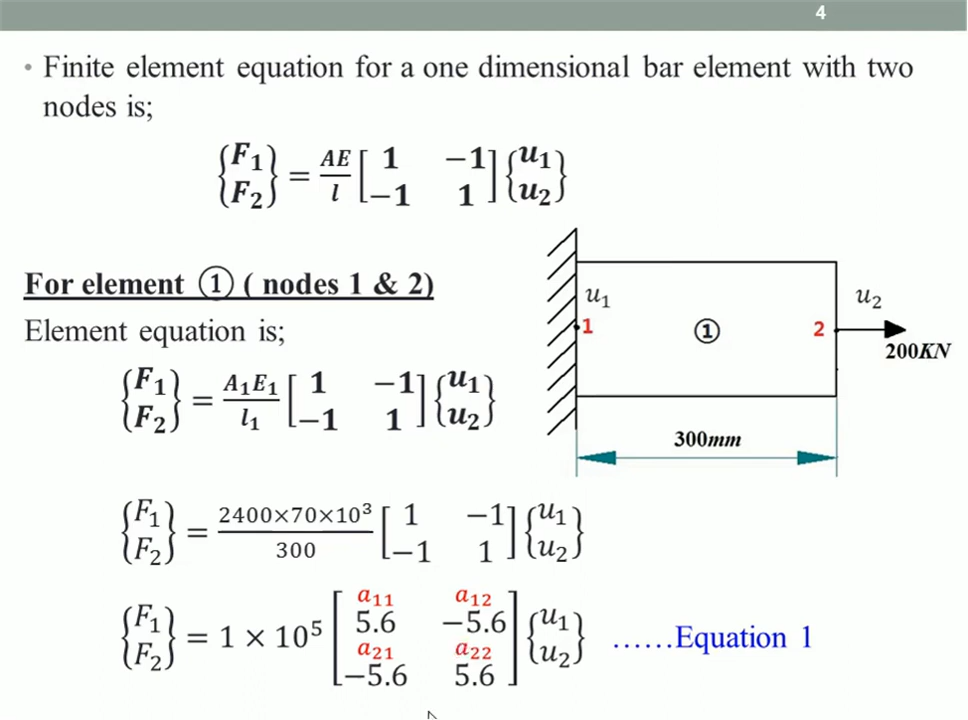 4
• Finite element equation for a one dimensional bar element with two
nodes is;
{F₁ F₂} = AE/l [1 −1 −1 1] {u₁ u₂}
For element ① ( nodes 1 & 2)
Element equation is;
{F₁ F₂} = A₁E₁/l₁ [1 −1 −1 1] {u₁ u₂}
u₁
1
①
2
u₂
200KN
300mm
{F₁ F₂} = 2400×70×10³/300 [1 −1 −1 1] {u₁ u₂}
{F₁ F₂} = 1 × 10⁵ [a₁₁ 5.6 a₁₂ −5.6 a₂₁ −5.6 a₂₂ 5.6] {u₁ u₂} ......Equation 1